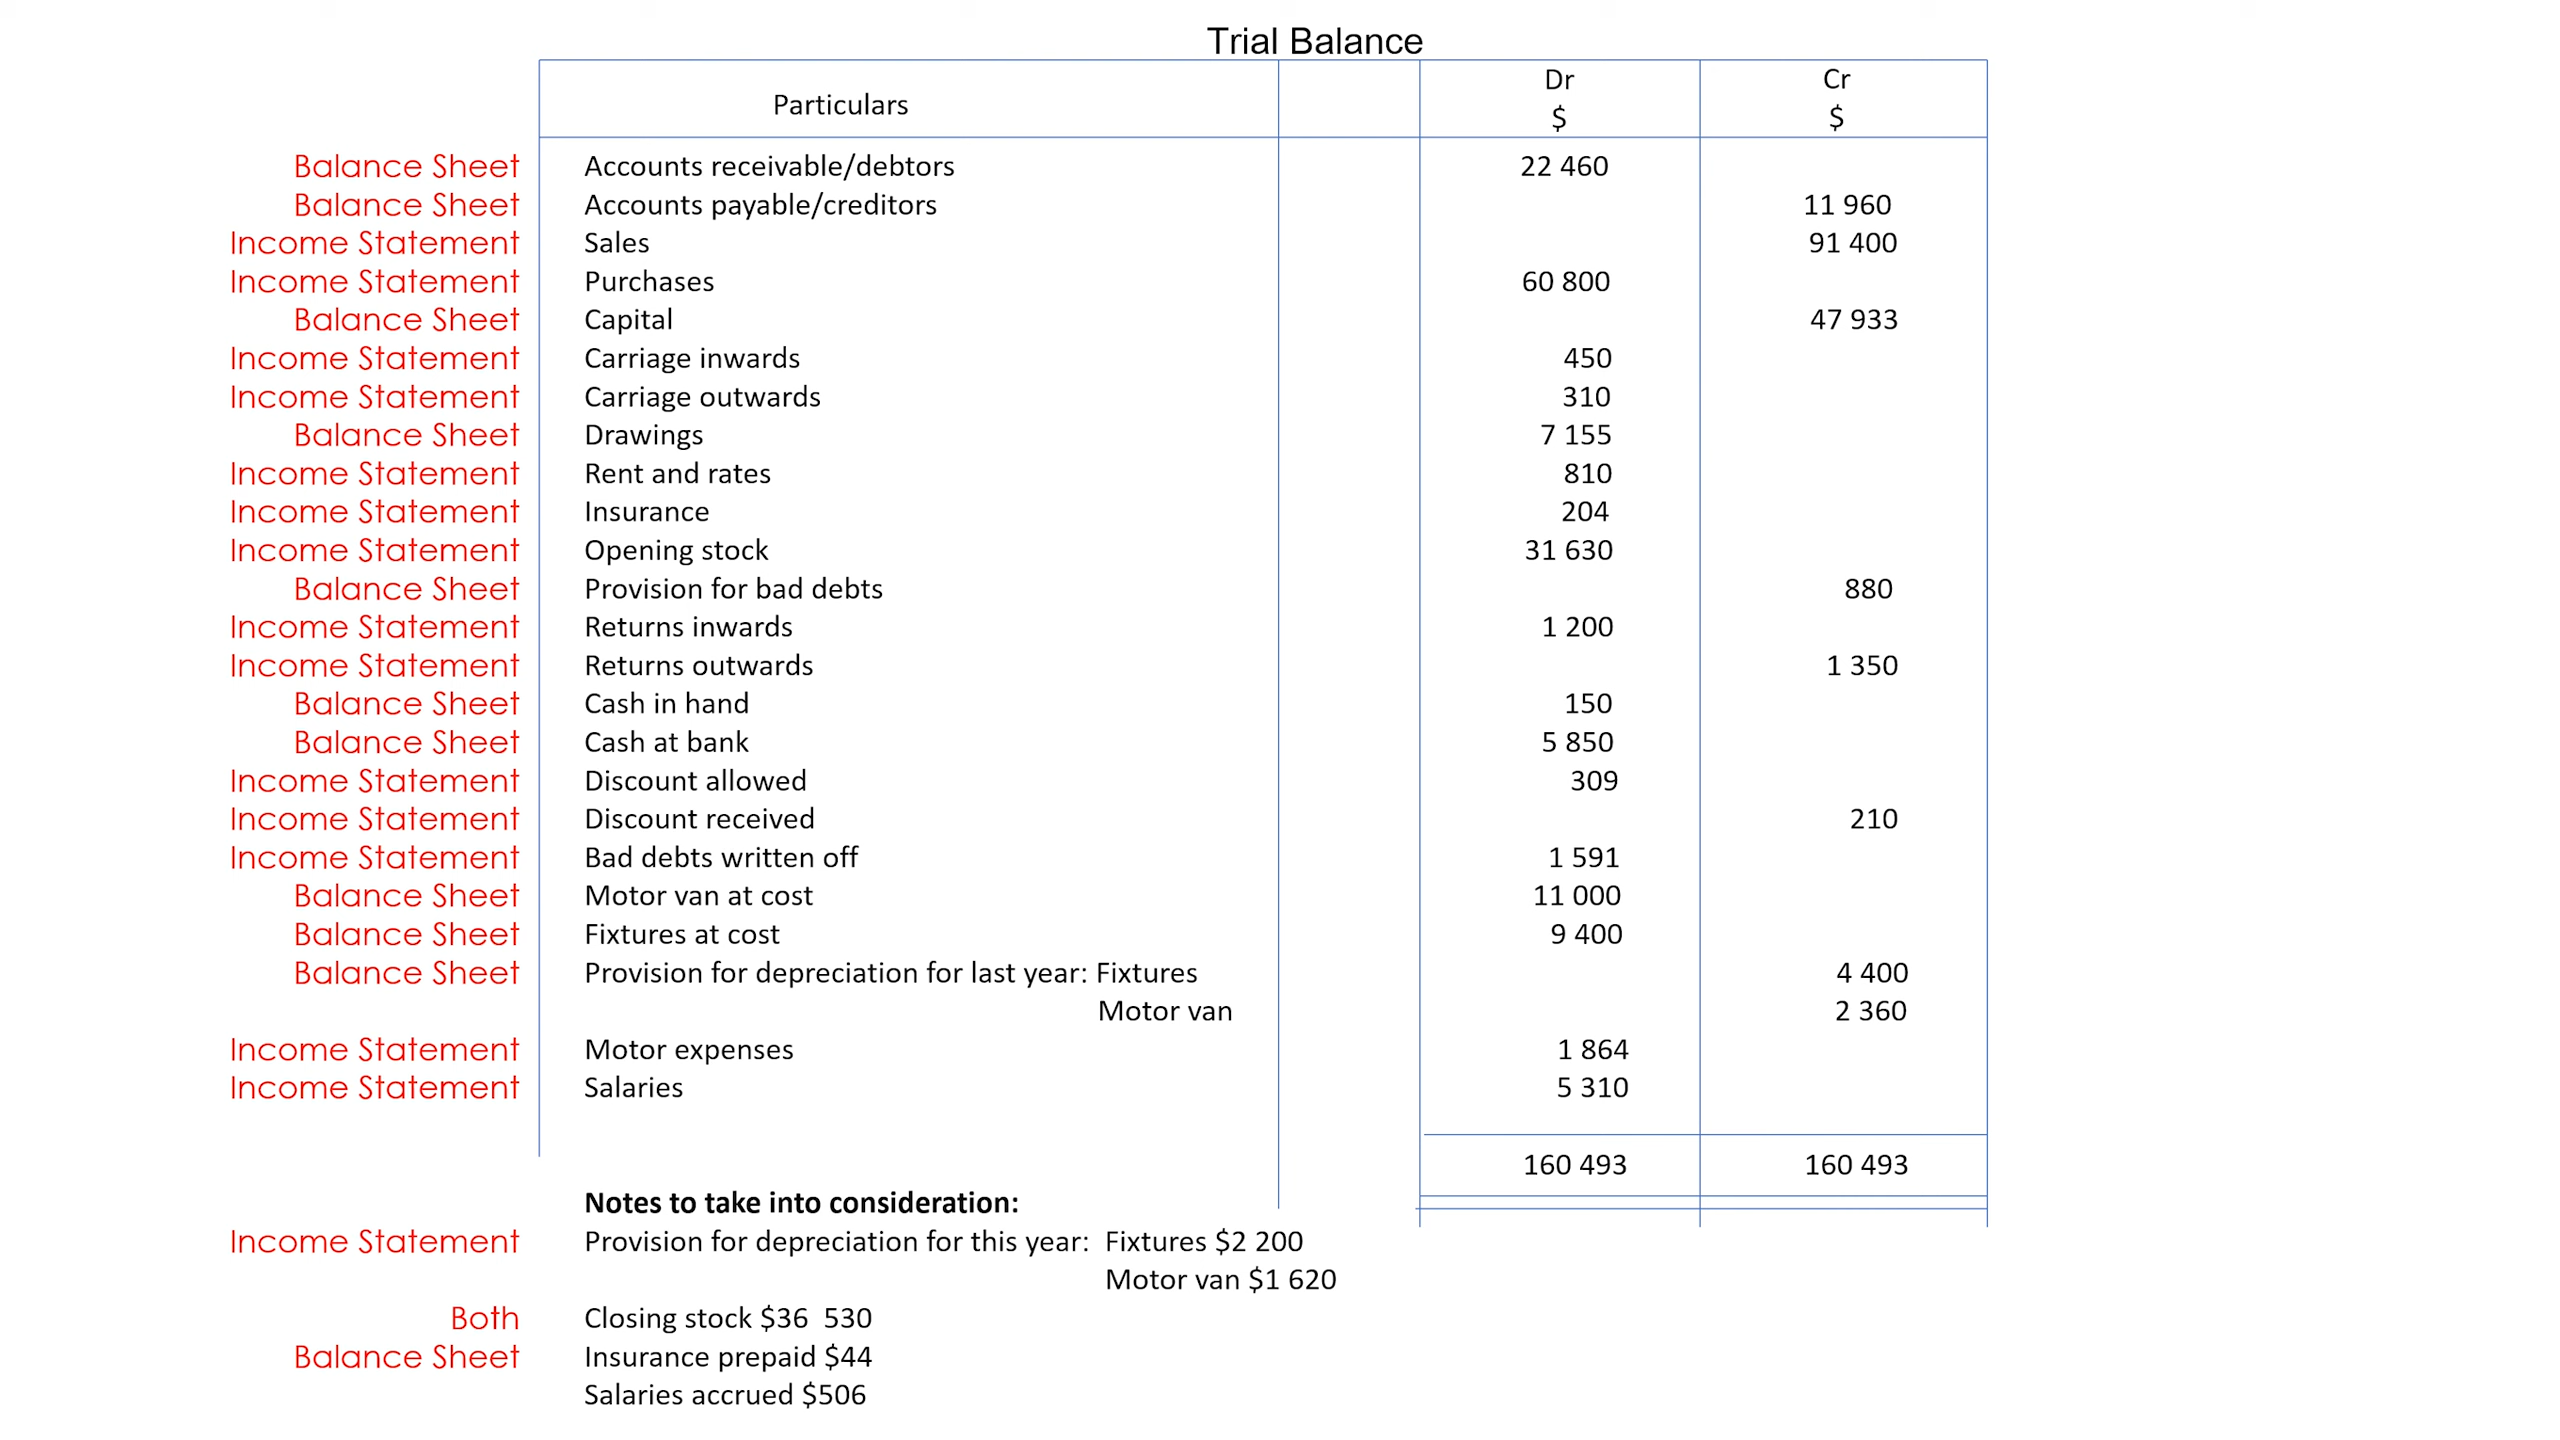 Trial Balance
Particulars Dr Cr
$ $
Balance Sheet Accounts receivable/debtors 22 460
Balance Sheet Accounts payable/creditors 11 960
Income Statement Sales 91 400
Income Statement Purchases 60 800
Balance Sheet Capital 47 933
Income Statement Carriage inwards 450
Income Statement Carriage outwards 310
Balance Sheet Drawings 7 155
Income Statement Rent and rates 810
Income Statement Insurance 204
Income Statement Opening stock 31 630
Balance Sheet Provision for bad debts 880
Income Statement Returns inwards 1 200
Income Statement Returns outwards 1 350
Balance Sheet Cash in hand 150
Balance Sheet Cash at bank 5 850
Income Statement Discount allowed 309
Income Statement Discount received 210
Income Statement Bad debts written off 1 591
Balance Sheet Motor van at cost 11 000
Balance Sheet Fixtures at cost 9 400
Balance Sheet Provision for depreciation for last year: Fixtures 4 400
Motor van 2 360
Income Statement Motor expenses 1 864
Income Statement Salaries 5 310
160 493 160 493
Notes to take into consideration:
Income Statement Provision for depreciation for this year: Fixtures $2 200
Motor van $1 620
Both Closing stock $36 530
Balance Sheet Insurance prepaid $44
Salaries accrued $506